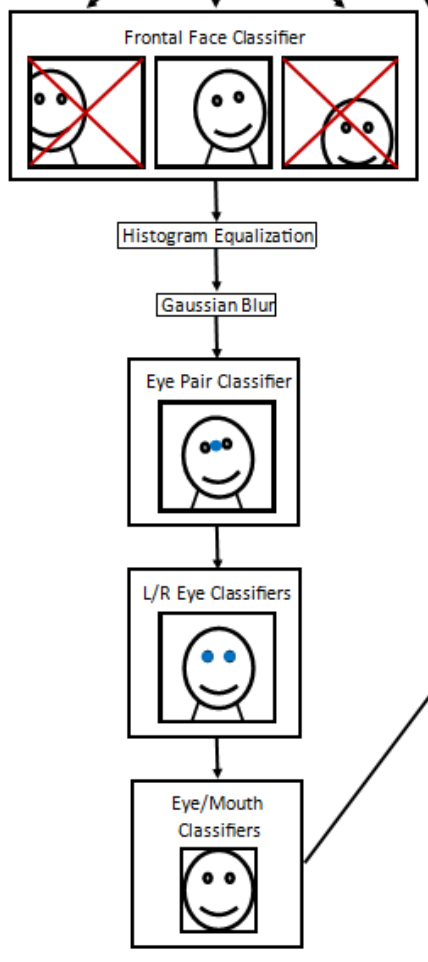 Frontal Face Classifier
Histogram Equalization
Gaussian Blur
Eye Pair Classifier
L/R Eye Classifiers
Eye/Mouth
Classifiers